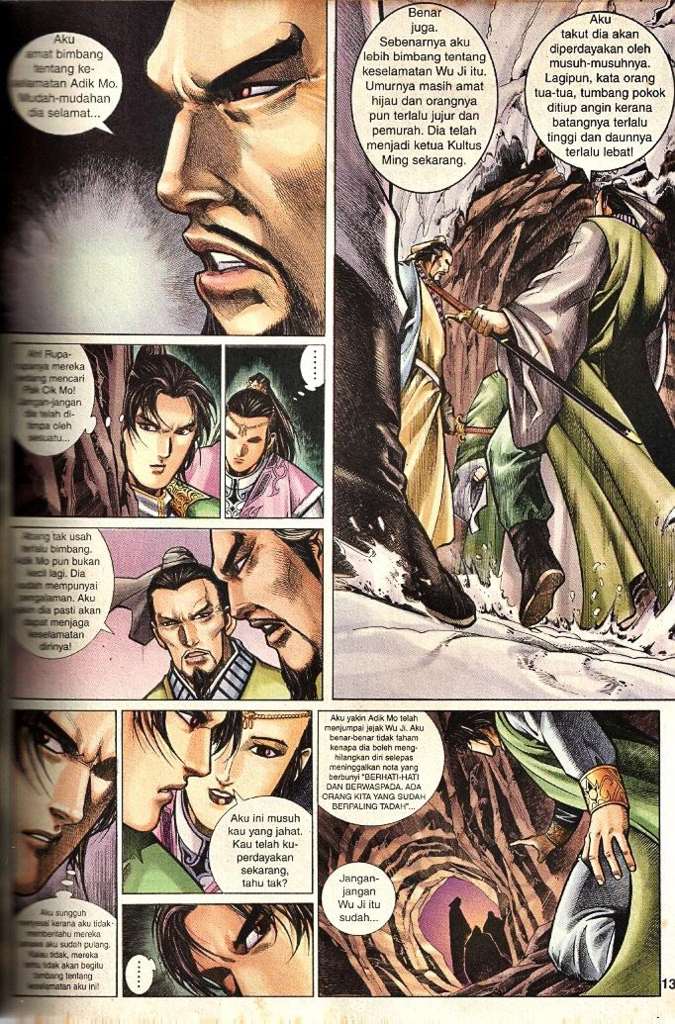 Aku
amat bimbang
tentang ke-
selamatan Adik Mo.
Mudah-mudahan
dia selamat...
Benar
juga.
Sebenarnya aku
lebih bimbang tentang
keselamatan Wu Ji itu.
Umurnya masih amat
hijau dan orangnya
pun terlalu jujur dan
pemurah. Dia telah
menjadi ketua Kultus
Ming sekarang.
Aku
takut dia akan
diperdayakan oleh
musuh-musuhnya.
Lagipun, kata orang
tua-tua, tumbang pokok
ditiup angin kerana
batangnya terlalu
tinggi dan daunnya
terlalu lebat!
Rupa-
mereka
sedang mencari
Pak Cik Mo!
Jangan-jangan
dia telah di-
timpa oleh
sesuatu...
......
Abang tak usah
terlalu bimbang.
Adik Mo pun bukan
kecil lagi. Dia
sudah mempunyai
pengalaman. Aku
dia pasti akan
dapat menjaga
keselamatan
dirinya!
Aku sungguh
menyesal kerana aku tidak
memberitahu mereka
aku sudah pulang.
Kalau tidak, mereka
tidak akan begitu
bimbang tentang
keselamatan aku ini!
Aku ini musuh
kau yang jahat.
Kau telah ku-
perdayakan
sekarang,
tahu tak?
......
Aku yakin Adik Mo telah
menjumpai jejak Wu Ji. Aku
benar-benar tidak faham
kenapa dia boleh meng-
hilangkan diri selepas
meninggalkan nota yang
berbunyi "BERHATI-HATI
DAN BERWASPADA. ADA
ORANG KITA YANG SUDAH
BERPALING TADAH"...
Jangan-
jangan
Wu Ji itu
sudah...
13